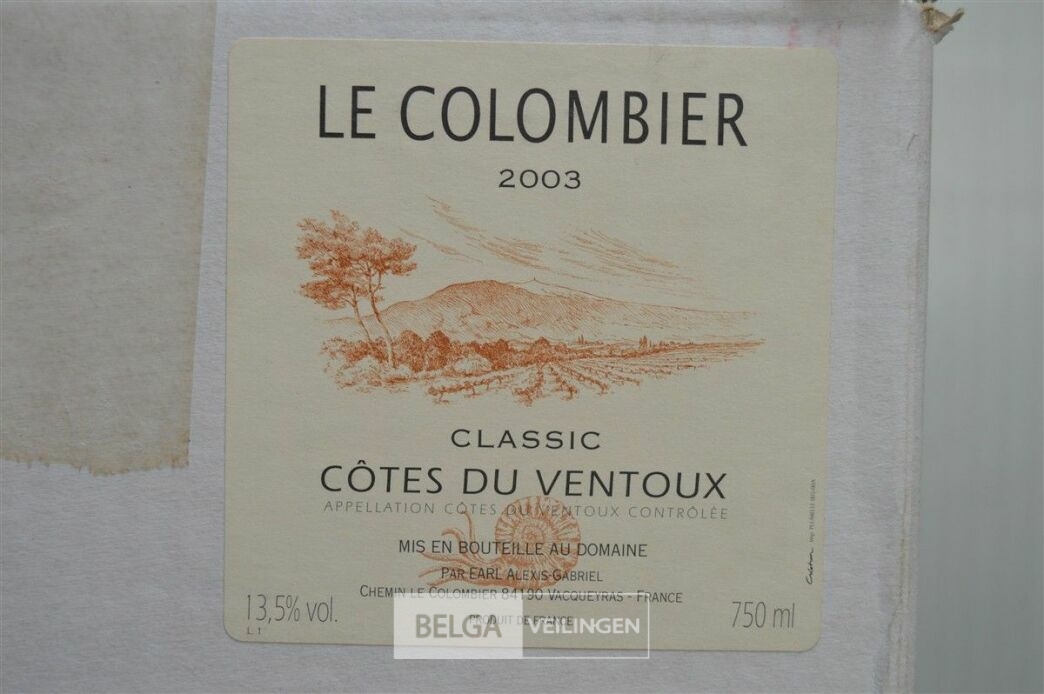 LE COLOMBIER
2003
CLASSIC
CÔTES DU VENTOUX
APPELLATION CÔTES DU VENTOUX CONTRÔLÉE
MIS EN BOUTEILLE AU DOMAINE
PAR EARL ALEXIS-GABRIEL
CHEMIN LE COLOMBIER 84190 VACQUEYRAS - FRANCE
PRODUIT DE FRANCE
13,5% vol.
750 ml
L 1
BELGA VEILINGEN